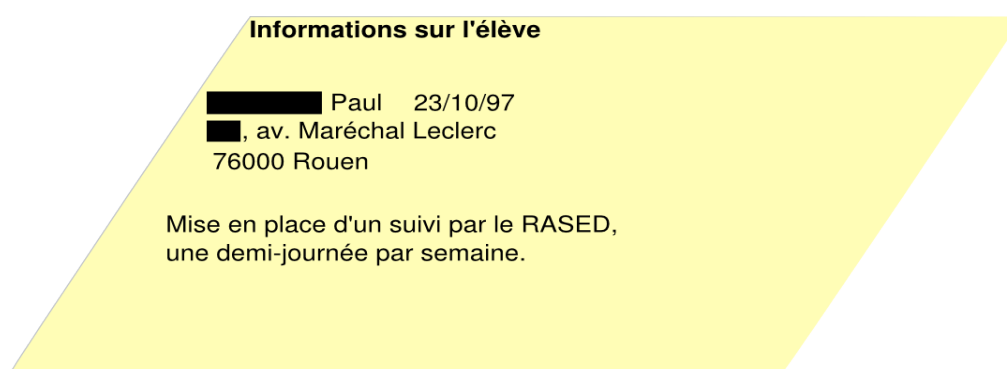 Informations sur l'élève
Paul 23/10/97
, av. Maréchal Leclerc
76000 Rouen
Mise en place d'un suivi par le RASED,
une demi-journée par semaine.